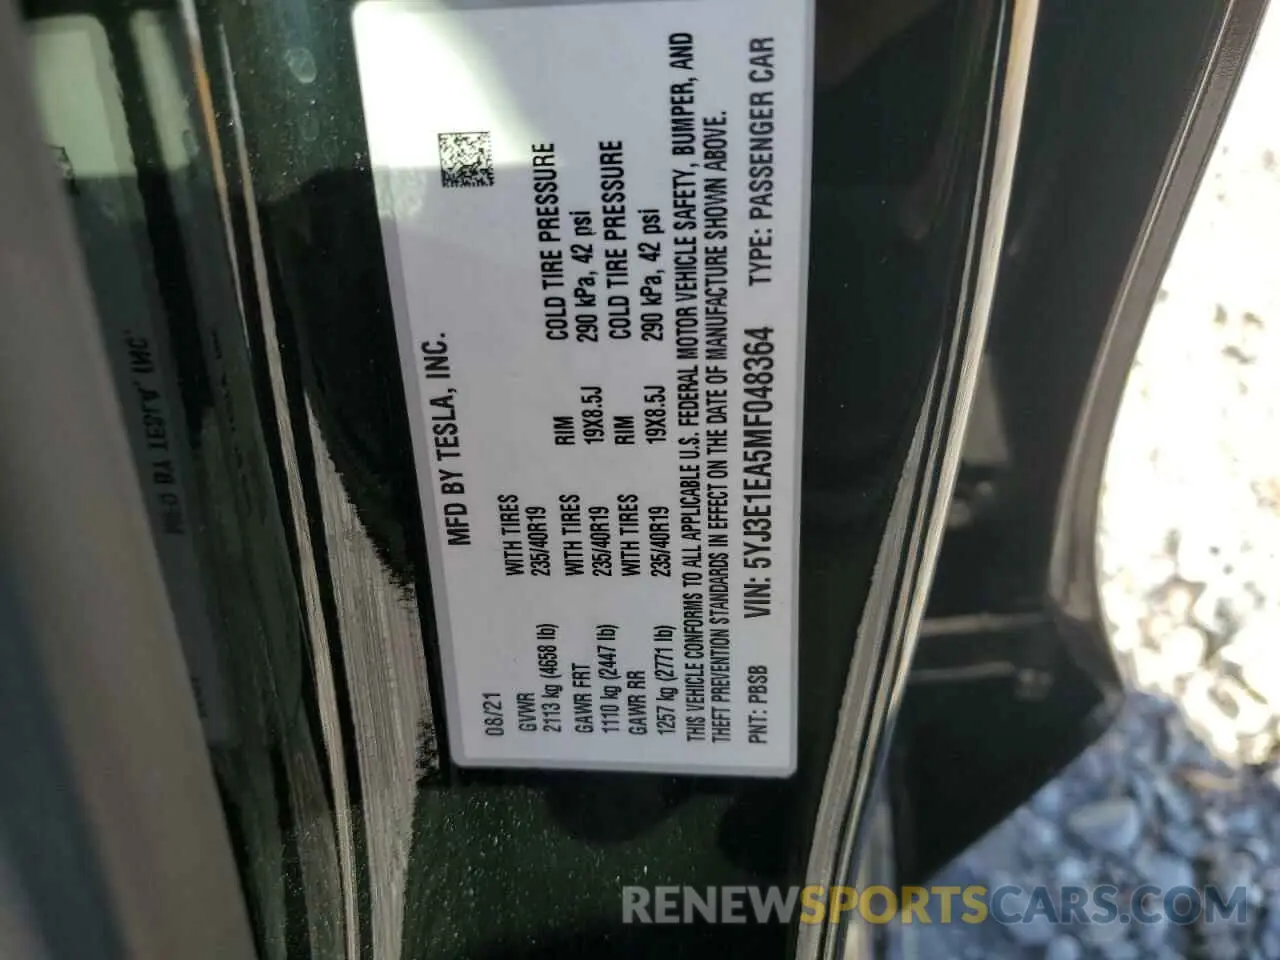 MFD BY TESLA, INC.
08/21
GVWR WITH TIRES RIM COLD TIRE PRESSURE
2113 kg (4658 lb) 235/40R19 19X8.5J 290 kPa, 42 psi
GAWR FRT WITH TIRES RIM COLD TIRE PRESSURE
1110 kg (2447 lb) 235/40R19 19X8.5J 290 kPa, 42 psi
GAWR RR WITH TIRES
1257 kg (2771 lb) 235/40R19
THIS VEHICLE CONFORMS TO ALL APPLICABLE U.S. FEDERAL MOTOR VEHICLE SAFETY, BUMPER, AND
THEFT PREVENTION STANDARDS IN EFFECT ON THE DATE OF MANUFACTURE SHOWN ABOVE.
PNT: PBSB VIN: 5YJ3E1EA5MF048364 TYPE: PASSENGER CAR
RENEWSPORTSCARS.COM